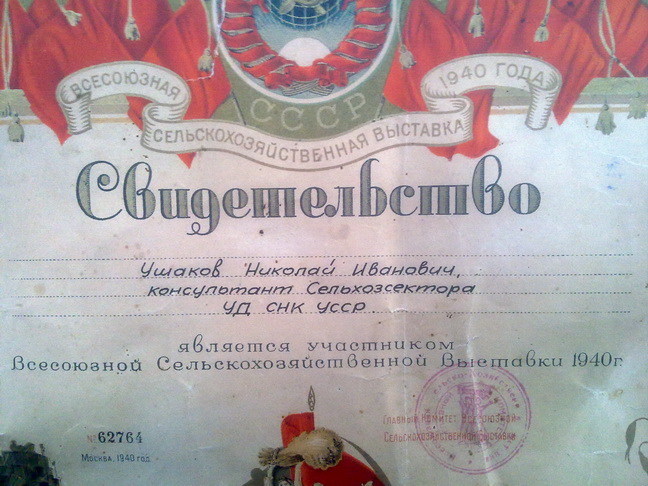 ВСЕСОЮЗНАЯ
СССР
1940 ГОДА
СЕЛЬСКОХОЗЯЙСТВЕННАЯ ВЫСТАВКА
Свидетельство
Ушаков Николай Иванович,
консультант Сельхозсектора
УД СНК УССР
является участником
Всесоюзной Сельскохозяйственной Выставки 1940г.
№62764
Москва, 1940 год
Главный Комитет Всесоюзной
Сельскохозяйственной Выставки